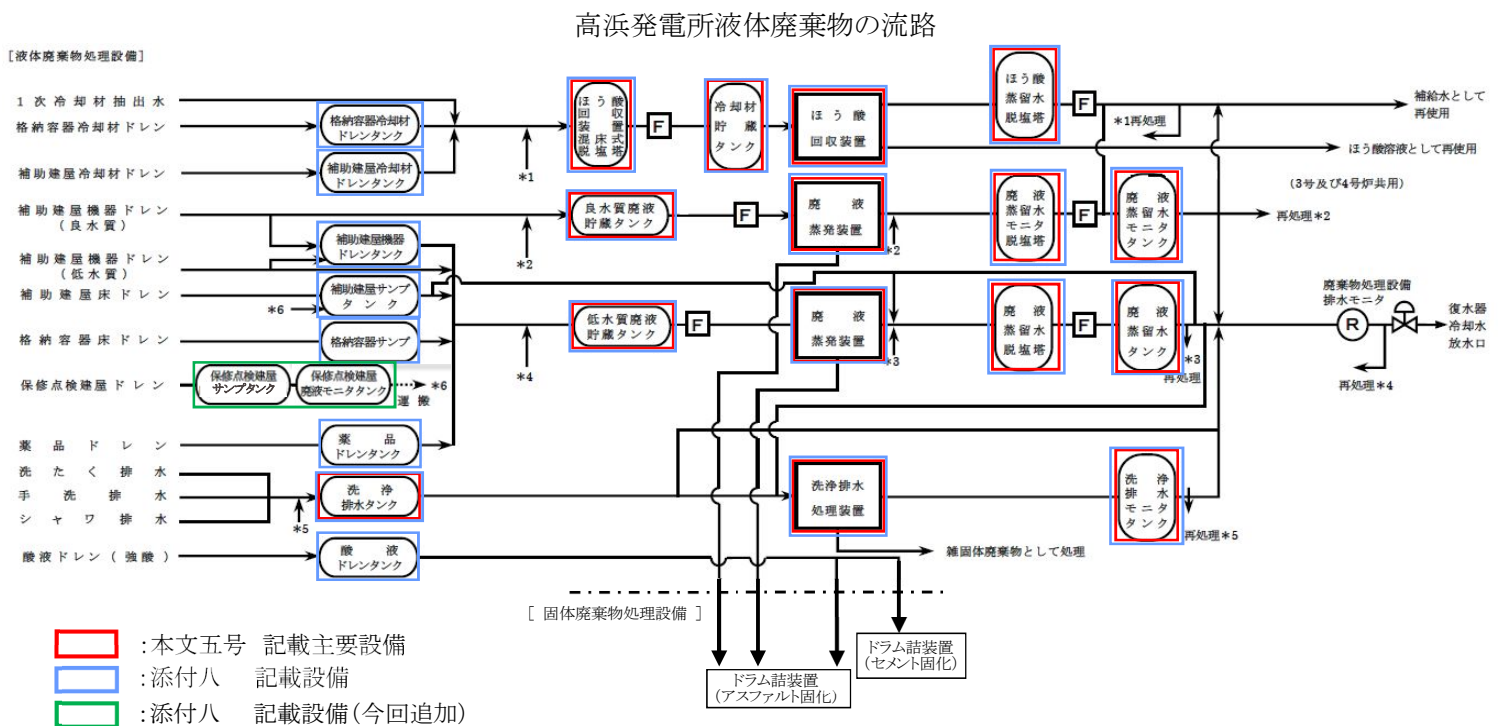 高浜発電所液体廃棄物の流路
[液体廃棄物処理設備]
1次冷却材抽出水
格納容器冷却材ドレン
補助建屋冷却材ドレン
補助建屋機器ドレン
(良水質)
補助建屋機器ドレン
(低水質)
補助建屋床ドレン
格納容器床ドレン
保修点検建屋ドレン
薬品ドレン
洗たく排水
手洗排水
シャワ排水
酸液ドレン(強酸)
格納容器冷却材
ドレンタンク
補助建屋冷却材
ドレンタンク
補助建屋機器
ドレンタンク
補助建屋サンプ
タンク
*6
格納容器サンプ
保修点検建屋
サンプタンク
保修点検建屋
廃液モニタタンク
*6
運搬
薬品
ドレンタンク
洗浄
排水タンク
*5
酸液
ドレンタンク
*1
*2
*4
ほう酸
回収
装置
混床式
脱塩塔
F
冷却材
貯蔵
タンク
ほう酸
回収装置
ほう酸
蒸留水
脱塩塔
F
*1再処理
補給水として
再使用
ほう酸溶液として再使用
(3号及び4号炉共用)
良水質廃液
貯蔵タンク
F
廃液
蒸発装置
*2
廃液
蒸留水
モニタ
脱塩塔
F
廃液
蒸留水
モニタ
タンク
再処理*2
低水質廃液
貯蔵タンク
F
廃液
蒸発装置
*3
廃液
蒸留水
脱塩塔
F
廃液
蒸留水
タンク
*3
再処理
廃棄物処理設備
排水モニタ
R
復水器
冷却水
放水口
再処理*4
洗浄排水
処理装置
洗浄
排水
モニタ
タンク
再処理*5
雑固体廃棄物として処理
[固体廃棄物処理設備]
ドラム詰装置
(セメント固化)
ドラム詰装置
(アスファルト固化)
:本文五号 記載主要設備
:添付八 記載設備
:添付八 記載設備(今回追加)